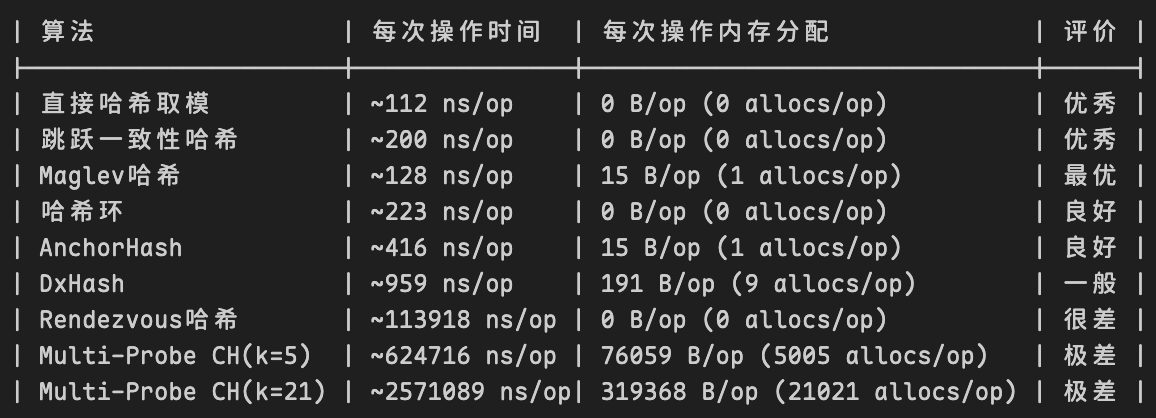 | 算法 | 每次操作时间 | 每次操作内存分配 | 评价 |
| 直接哈希取模 | ~112 ns/op | 0 B/op (0 allocs/op) | 优秀 |
| 跳跃一致性哈希 | ~200 ns/op | 0 B/op (0 allocs/op) | 优秀 |
| Maglev哈希 | ~128 ns/op | 15 B/op (1 allocs/op) | 最优 |
| 哈希环 | ~223 ns/op | 0 B/op (0 allocs/op) | 良好 |
| AnchorHash | ~416 ns/op | 15 B/op (1 allocs/op) | 良好 |
| DxHash | ~959 ns/op | 191 B/op (9 allocs/op) | 一般 |
| Rendezvous哈希 | ~113918 ns/op | 0 B/op (0 allocs/op) | 很差 |
| Multi-Probe CH(k=5) | ~624716 ns/op | 76059 B/op (5005 allocs/op) | 极差 |
| Multi-Probe CH(k=21) | ~2571089 ns/op| 319368 B/op (21021 allocs/op) | 极差 |